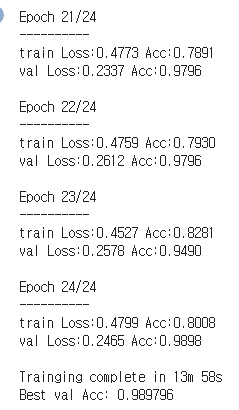 Epoch 21/24
----------
train Loss:0.4773 Acc:0.7891
val Loss:0.2337 Acc:0.9796
Epoch 22/24
----------
train Loss:0.4759 Acc:0.7930
val Loss:0.2612 Acc:0.9796
Epoch 23/24
----------
train Loss:0.4527 Acc:0.8281
val Loss:0.2578 Acc:0.9490
Epoch 24/24
----------
train Loss:0.4799 Acc:0.8008
val Loss:0.2465 Acc:0.9898
Trainging complete in 13m 58s
Best val Acc: 0.989796